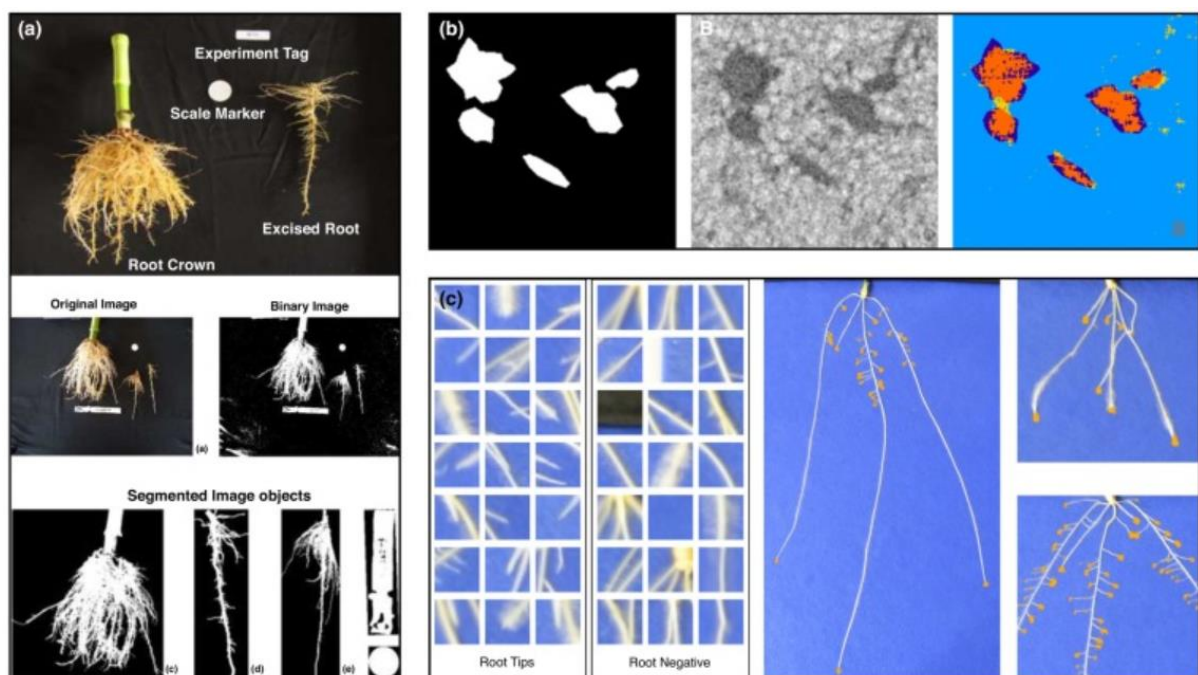 (a)
Experiment Tag
Scale Marker
Excised Root
Root Crown
Original Image
Binary Image
(a)
Segmented Image objects
(c)
(d)
(e)
(b)
B
(c)
Root Tips
Root Negative